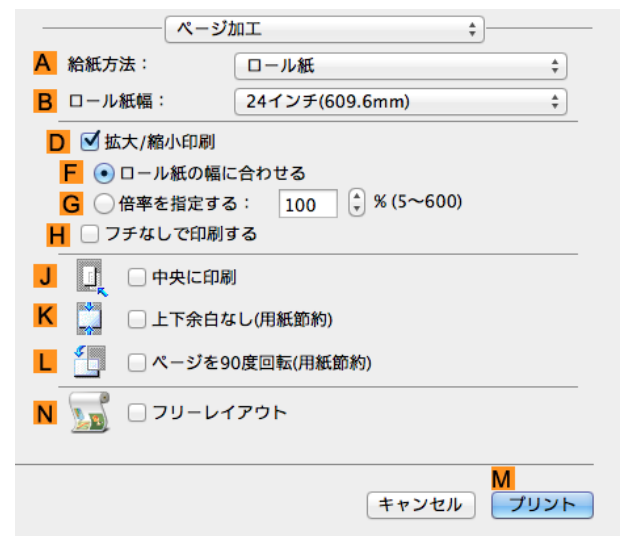 ページ加工
A 給紙方法： ロール紙
B ロール紙幅： 24インチ(609.6mm)
D 拡大/縮小印刷
F ロール紙の幅に合わせる
G 倍率を指定する： 100 % (5〜600)
H フチなしで印刷する
J 中央に印刷
K 上下余白なし(用紙節約)
L ページを90度回転(用紙節約)
N フリーレイアウト
M
キャンセル プリント